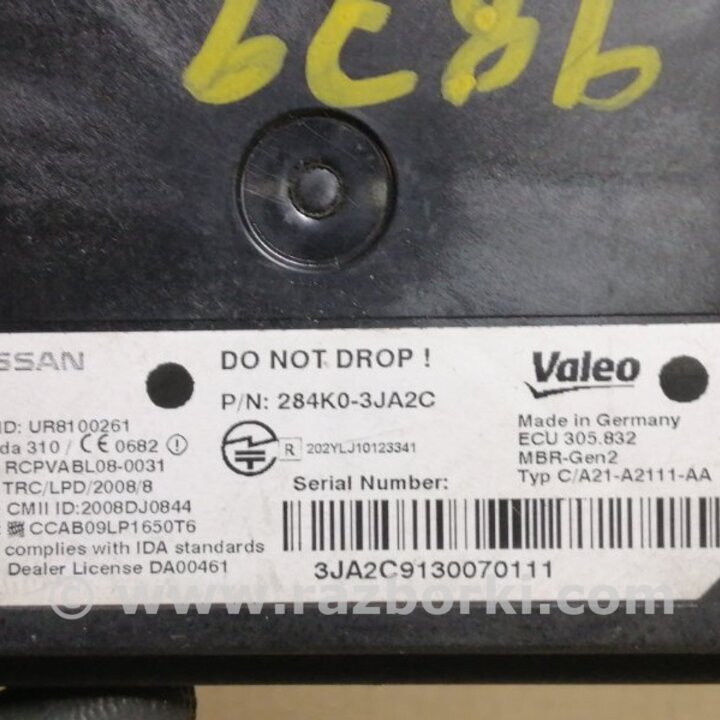 9839
SSAN
DO NOT DROP !
Valeo
P/N: 284K0-3JA2C
ID: UR8100261
da 310 / CE 0682
R 202YLJ10123341
Made in Germany
ECU 305.832
MBR-Gen2
Typ C/A21-A2111-AA
RCPVABL08-0031
TRC/LPD/2008/8
Serial Number:
CMII ID:2008DJ0844
CCAB09LP1650T6
complies with IDA standards
Dealer License DA00461
3JA2C9130070111
© www.razborki.com